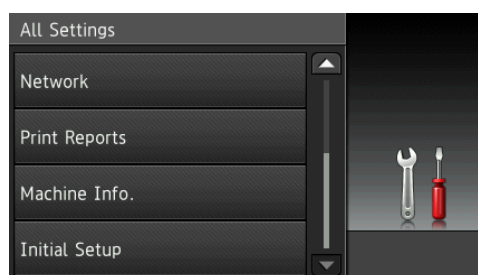 All Settings
Network
Print Reports
Machine Info.
Initial Setup